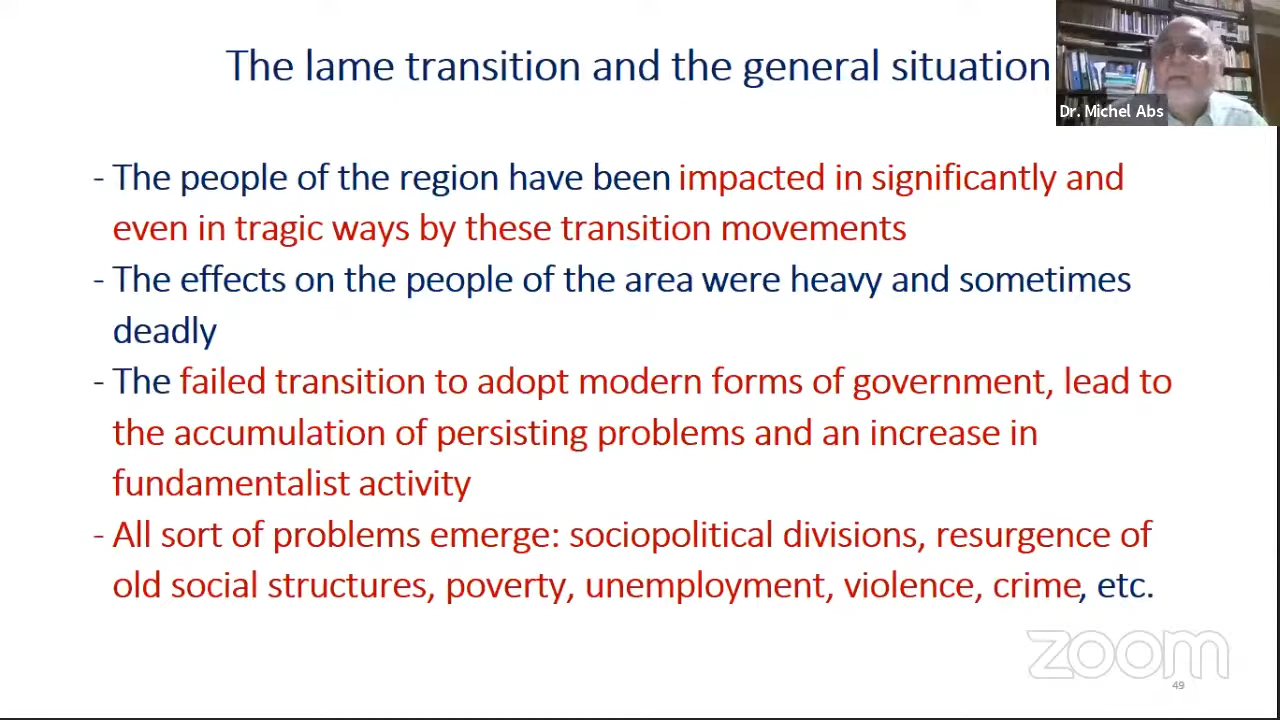 The lame transition and the general situation
Dr. Michel Abs
- The people of the region have been impacted in significantly and
even in tragic ways by these transition movements
- The effects on the people of the area were heavy and sometimes
deadly
- The failed transition to adopt modern forms of government, lead to
the accumulation of persisting problems and an increase in
fundamentalist activity
- All sort of problems emerge: sociopolitical divisions, resurgence of
old social structures, poverty, unemployment, violence, crime, etc.
zoom
49